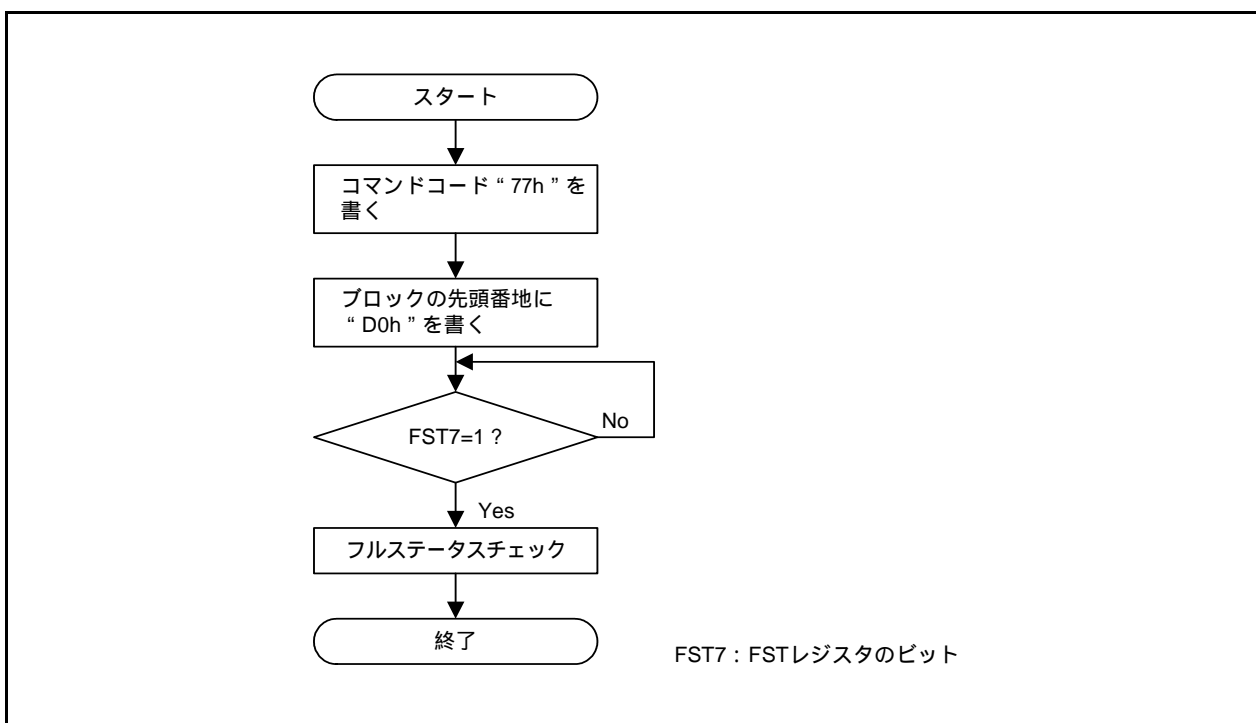 スタート
コマンドコード“77h”を
書く
ブロックの先頭番地に
“D0h”を書く
FST7=1 ?
No
Yes
フルステータスチェック
終了
FST7：FSTレジスタのビット